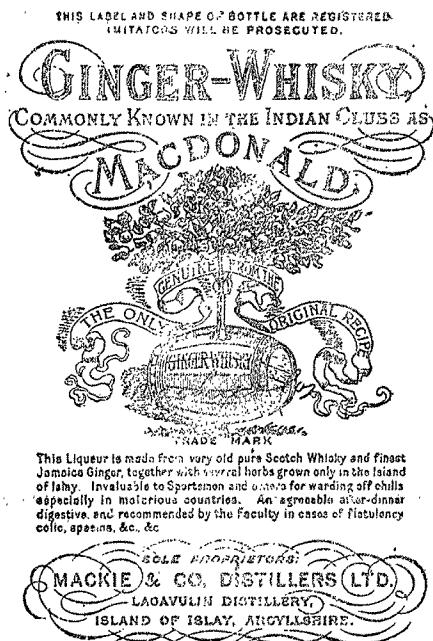 THIS LABEL AND SHAPE OF BOTTLE ARE REGISTERED
IMITATORS WILL BE PROSECUTED.
GINGER-WHISKY,
COMMONLY KNOWN IN THE INDIAN CLUBS AS
MACDONALD,
GENUINE FROM THE
THE ONLY
ORIGINAL RECIPE
GINGER WHISKY
TRADE MARK
This Liqueur is made from very old pure Scotch Whisky and finest
Jamaica Ginger, together with several herbs grown only in the Island
of Islay. Invaluable to Sportsmen and others for warding off chills
especially in malarious countries. An agreeable after-dinner
digestive, and recommended by the Faculty in cases of flatulency
colic, spasms, &c., &c
SOLE PROPRIETORS:
MACKIE & CO, DISTILLERS LTD.
LAGAVULIN DISTILLERY,
ISLAND OF ISLAY, ARGYLLSHIRE.